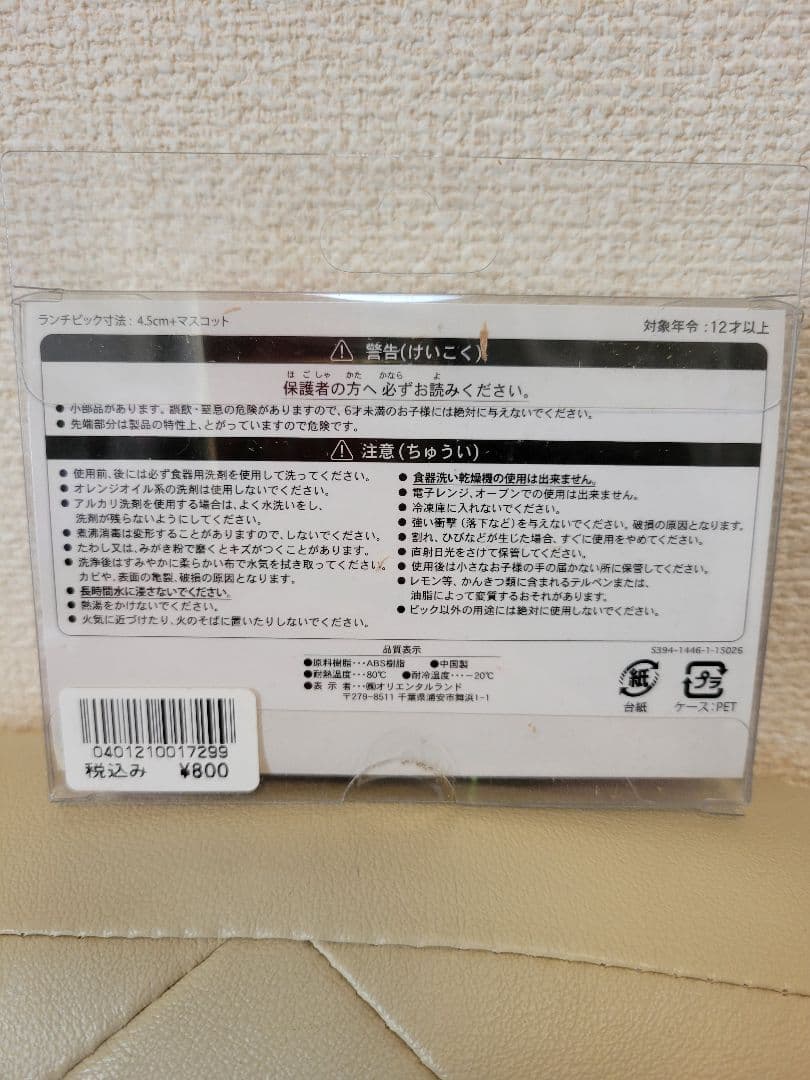 ランチピック寸法：4.5cm+マスコット
対象年令：12才以上
警告(けいこく)
ほごしゃ かた かなら よ
保護者の方へ 必ずお読みください。
● 小部品があります。誤飲・窒息の危険がありますので、6才未満のお子様には絶対に与えないでください。
● 先端部分は製品の特性上、とがっていますので危険です。
注意(ちゅうい)
● 使用前、後には必ず食器用洗剤を使用して洗ってください。
● オレンジオイル系の洗剤は使用しないでください。
● アルカリ洗剤を使用する場合は、よく水洗いをし、
洗剤が残らないようにしてください。
● 煮沸消毒は変形することがありますので、しないでください。
● たわし又は、みがき粉で磨くとキズがつくことがあります。
● 洗浄後はすみやかに柔らかい布で水気を拭き取ってください。
カビや、表面の亀裂、破損の原因となります。
● 長時間水に浸さないでください。
● 熱湯をかけないでください。
● 火気に近づけたり、火のそばに置いたりしないでください。
● 食器洗い乾燥機の使用は出来ません。
● 電子レンジ、オーブンでの使用は出来ません。
● 冷凍庫に入れないでください。
● 強い衝撃（落下など）を与えないでください。破損の原因となります。
● 割れ、ひびなどが生じた場合、すぐに使用をやめてください。
● 直射日光をさけて保管してください。
● 使用後は小さなお子様の手の届かない所に保管してください。
● レモン等、かんきつ類に含まれるテルペンまたは、
油脂によって変質するおそれがあります。
● ピック以外の用途には絶対に使用しないでください。
品質表示
●原料樹脂･･･ABS樹脂 ●中国製
●耐熱温度･･･80℃ ●耐冷温度･･･−20℃
●表 示 者･･･㈱オリエンタルランド
〒279-8511 千葉県浦安市舞浜1-1
S394-1446-1-15026
紙
台紙
プラ
ケース：PET
0401210017299
税込み ¥800